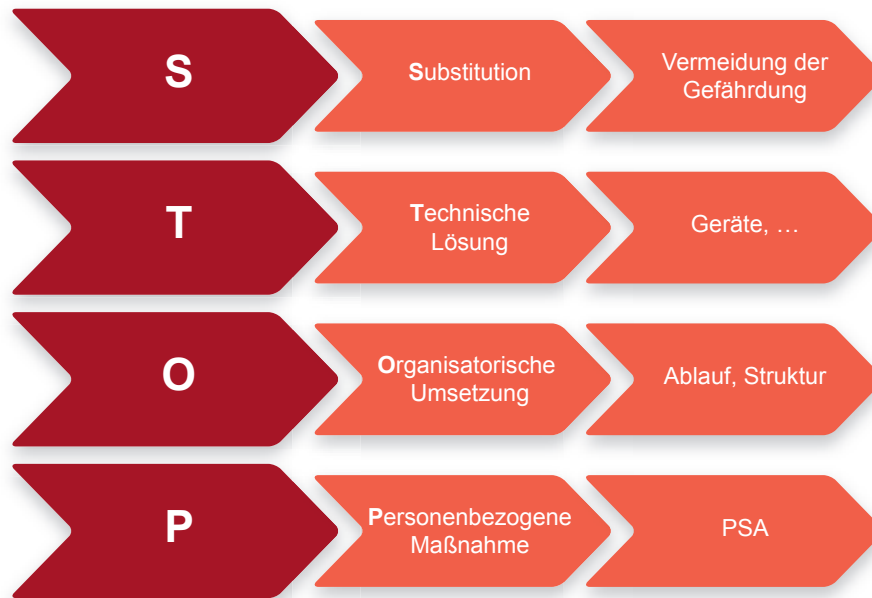 S
Substitution
Vermeidung der
Gefährdung
T
Technische
Lösung
Geräte, …
O
Organisatorische
Umsetzung
Ablauf, Struktur
P
Personenbezogene
Maßnahme
PSA